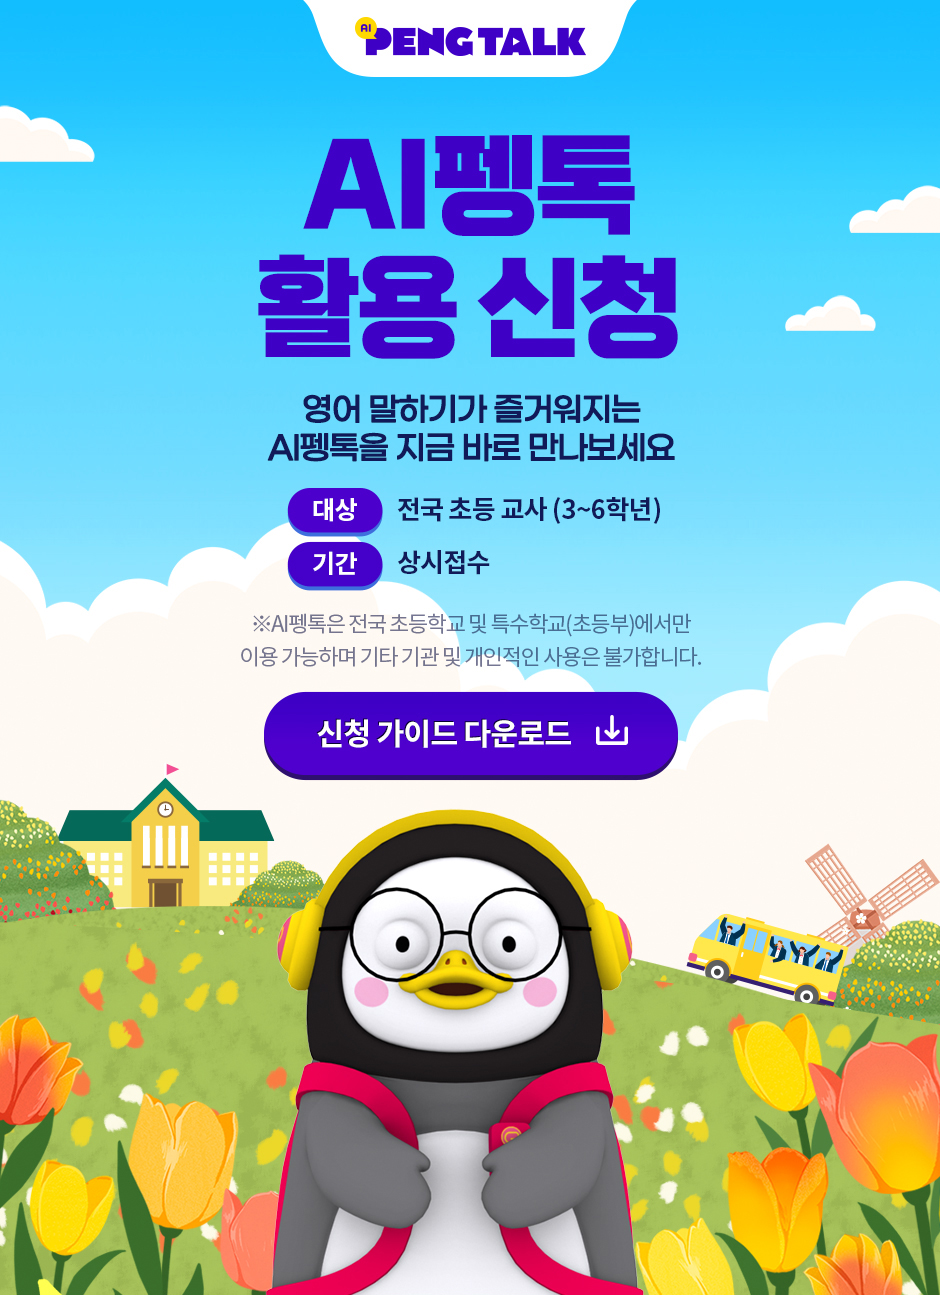 AI PENGTALK
AI펭톡
활용 신청
영어 말하기가 즐거워지는
AI펭톡을 지금 바로 만나보세요
대상 전국 초등 교사 (3~6학년)
기간 상시접수
※AI펭톡은 전국 초등학교 및 특수학교(초등부)에서만
이용 가능하며 기타 기관 및 개인적인 사용은 불가합니다.
신청 가이드 다운로드